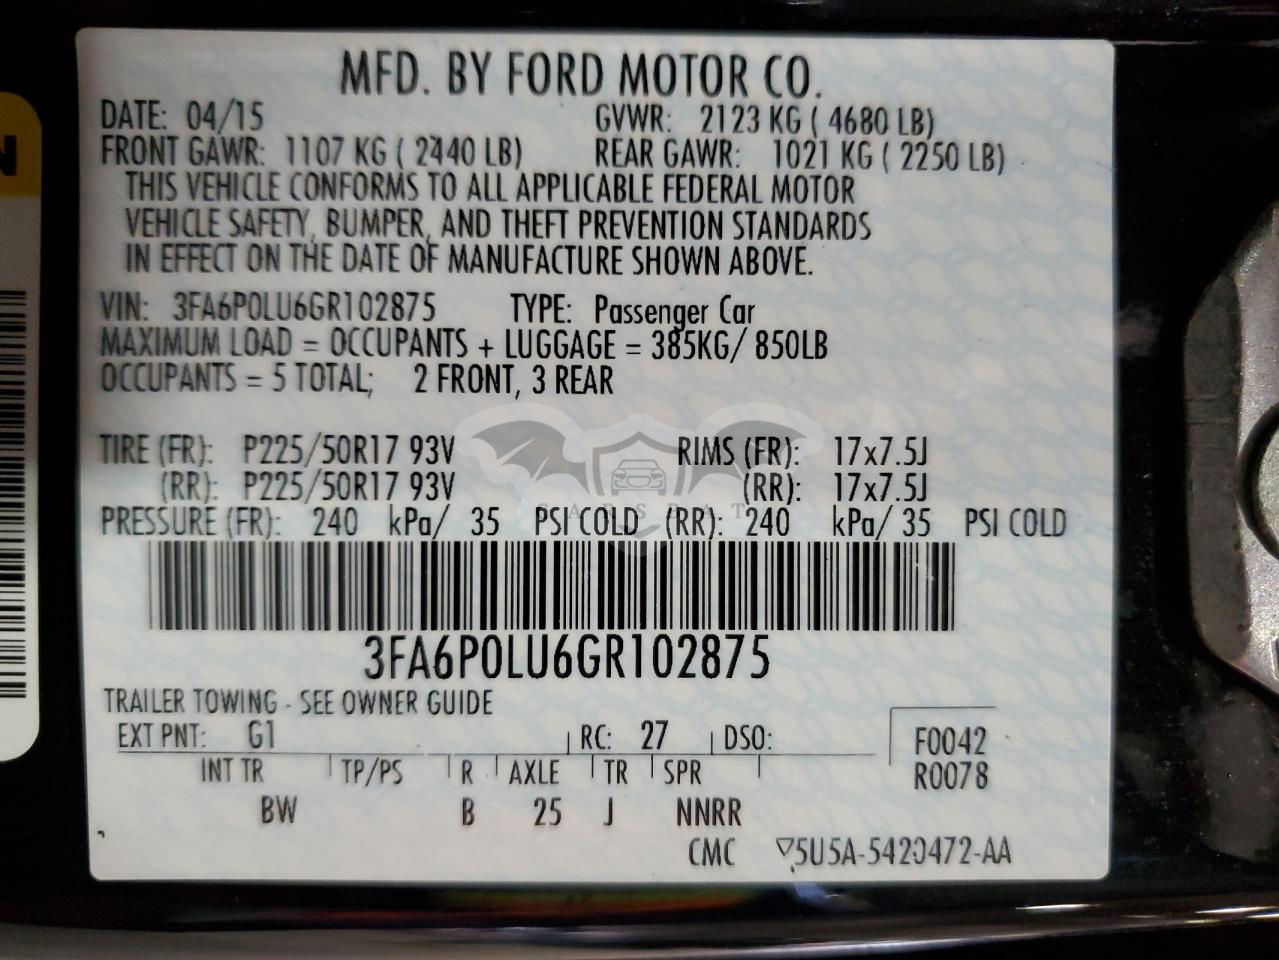 MFD. BY FORD MOTOR CO.
DATE: 04/15 GVWR: 2123 KG ( 4680 LB)
FRONT GAWR: 1107 KG ( 2440 LB) REAR GAWR: 1021 KG ( 2250 LB)
THIS VEHICLE CONFORMS TO ALL APPLICABLE FEDERAL MOTOR
VEHICLE SAFETY, BUMPER, AND THEFT PREVENTION STANDARDS
IN EFFECT ON THE DATE OF MANUFACTURE SHOWN ABOVE.
VIN: 3FA6P0LU6GR102875 TYPE: Passenger Car
MAXIMUM LOAD = OCCUPANTS + LUGGAGE = 385KG/ 850LB
OCCUPANTS = 5 TOTAL; 2 FRONT, 3 REAR
TIRE (FR): P225/50R17 93V RIMS (FR): 17x7.5J
(RR): P225/50R17 93V (RR): 17x7.5J
CARSBAT
PRESSURE (FR): 240 kPa/ 35 PSI COLD (RR): 240 kPa/ 35 PSI COLD
3FA6P0LU6GR102875
TRAILER TOWING - SEE OWNER GUIDE
EXT PNT: G1 RC: 27 DSO: F0042
INT TR TP/PS R AXLE TR SPR R0078
BW B 25 J NNRR
CMC ▽5U5A-5420472-AA
N